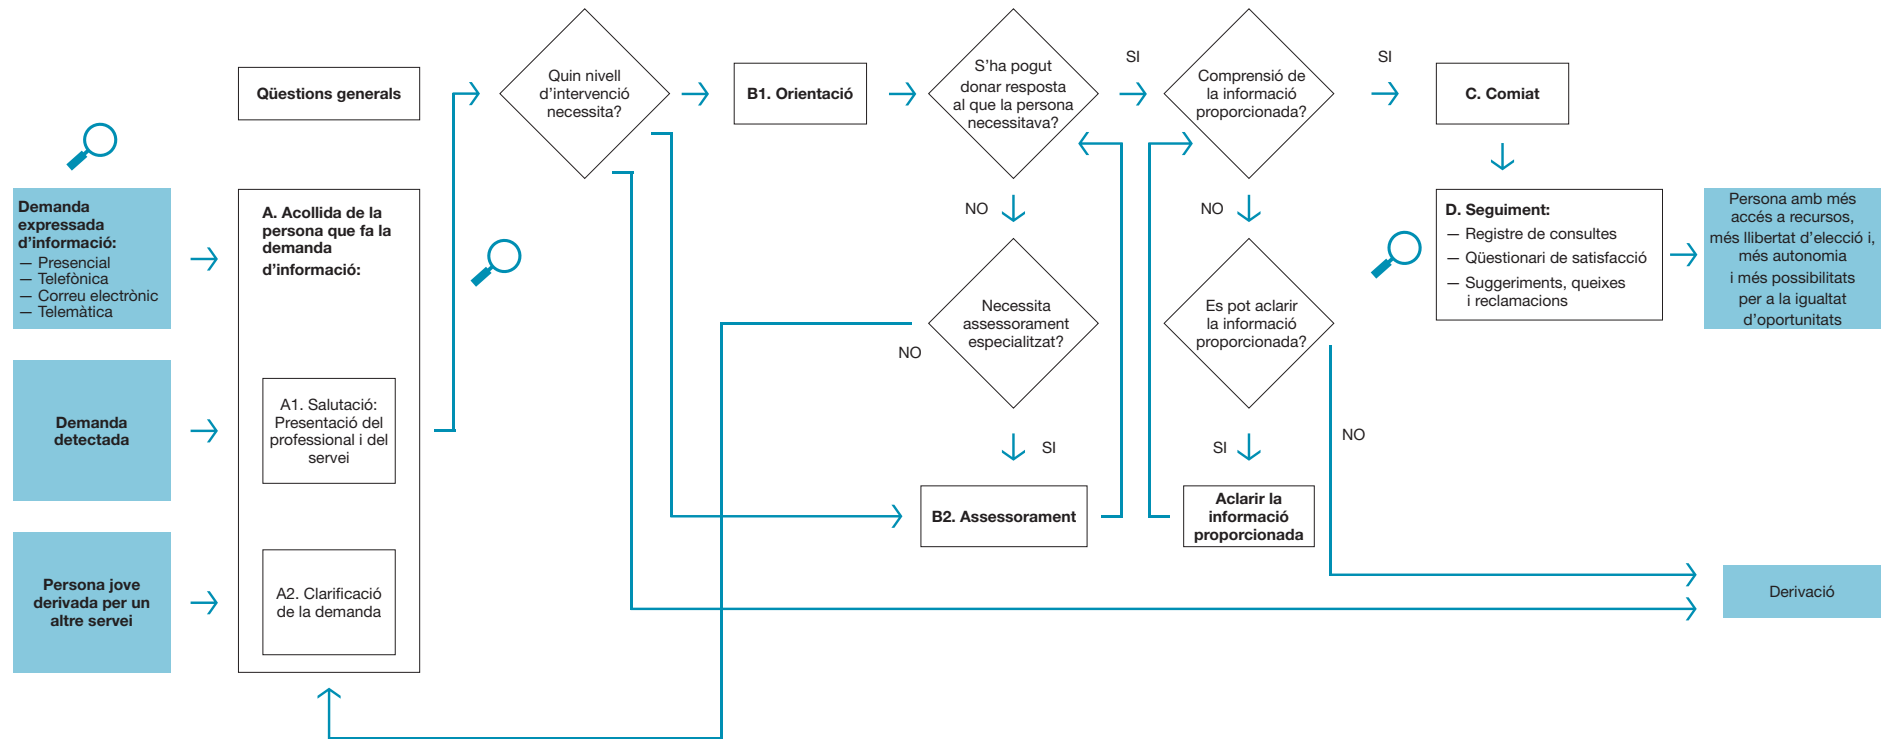 Qüestions generals
Demanda
expressada
d’informació:
— Presencial
— Telefònica
— Correu electrònic
— Telemàtica
Demanda
detectada
Persona jove
derivada per un
altre servei
A. Acollida de la
persona que fa la
demanda
d’informació:
A1. Salutació:
Presentació del
professional i del
servei
A2. Clarificació
de la demanda
Quin nivell
d’intervenció
necessita?
B1. Orientació
S’ha pogut
donar resposta
al que la persona
necessitava?
SI
NO
Necessita
assessorament
especialitzat?
NO
SI
B2. Assessorament
Comprensió de
la informació
proporcionada?
SI
NO
Es pot aclarir
la informació
proporcionada?
NO
SI
Aclarir la
informació
proporcionada
C. Comiat
D. Seguiment:
— Registre de consultes
— Qüestionari de satisfacció
— Suggeriments, queixes
i reclamacions
Persona amb més
accés a recursos,
més llibertat d’elecció i,
més autonomia
i més possibilitats
per a la igualtat
d’oportunitats
Derivació